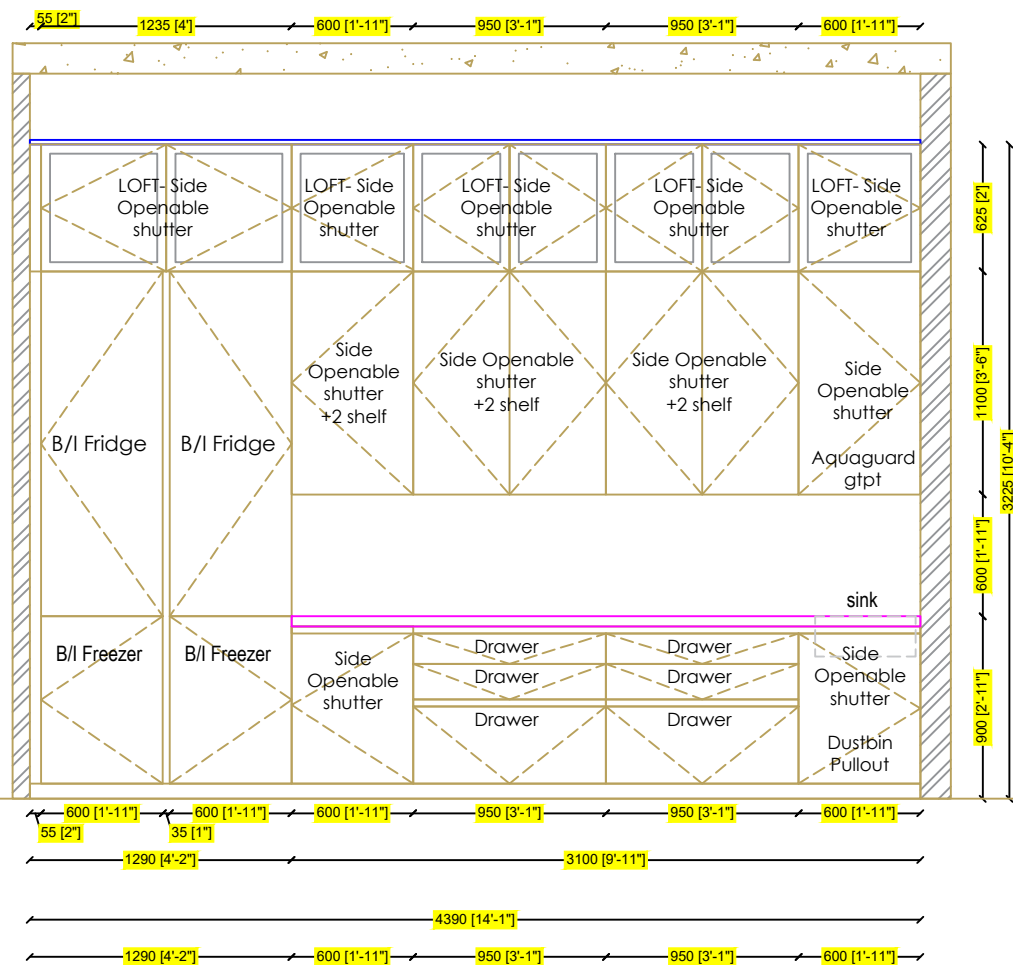 55 [2"]
1235 [4']
600 [1'-11"]
950 [3'-1"]
950 [3'-1"]
600 [1'-11"]
LOFT- Side
Openable
shutter
LOFT- Side
Openable
shutter
LOFT- Side
Openable
shutter
LOFT- Side
Openable
shutter
LOFT- Side
Openable
shutter
625 [2']
B/I Fridge
B/I Fridge
Side
Openable
shutter
+2 shelf
Side Openable
shutter
+2 shelf
Side Openable
shutter
+2 shelf
Side
Openable
shutter
Aquaguard
gtpt
1100 [3'-6"]
3225 [10'-4"]
600 [1'-11"]
sink
B/I Freezer
B/I Freezer
Side
Openable
shutter
Drawer
Drawer
Drawer
Drawer
Drawer
Drawer
Side
Openable
shutter
Dustbin
Pullout
900 [2'-11"]
600 [1'-11"]
600 [1'-11"]
600 [1'-11"]
950 [3'-1"]
950 [3'-1"]
600 [1'-11"]
55 [2"]
35 [1"]
1290 [4'-2"]
3100 [9'-11"]
4390 [14'-1"]
1290 [4'-2"]
600 [1'-11"]
950 [3'-1"]
950 [3'-1"]
600 [1'-11"]